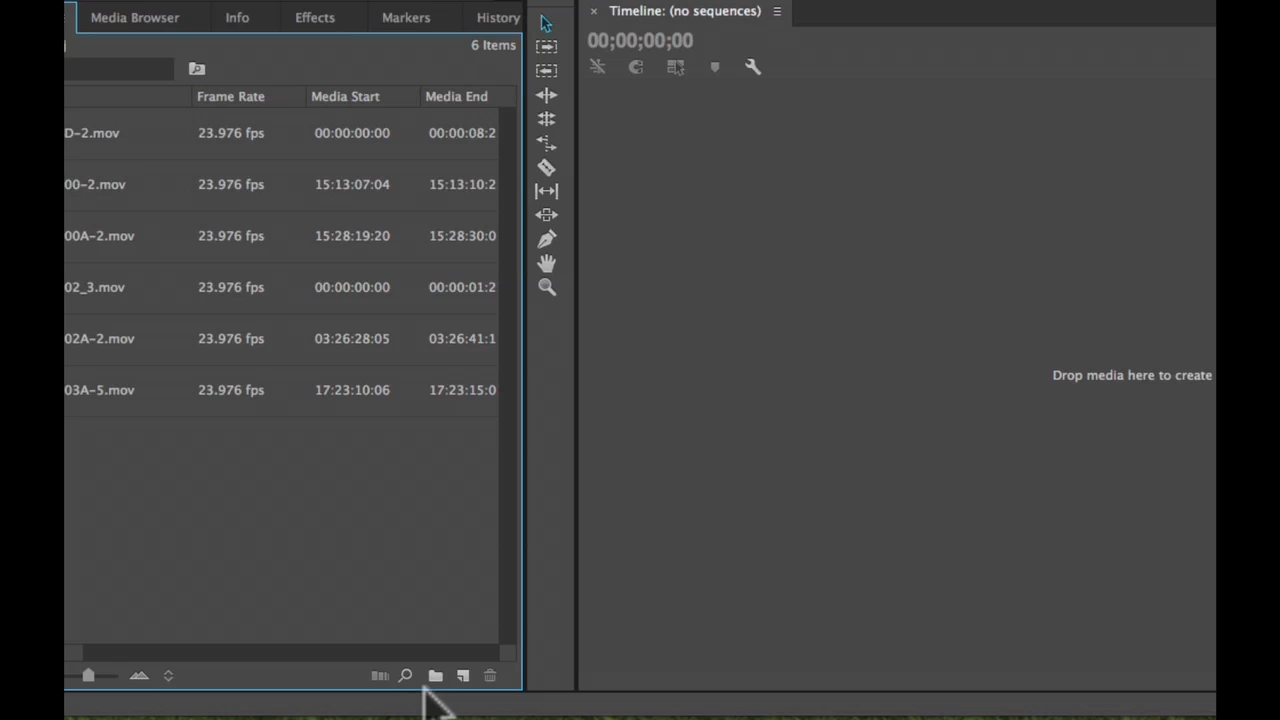 Media Browser Info Effects Markers History
6 Items
Frame Rate Media Start Media End
D-2.mov 23.976 fps 00:00:00:00 00:00:08:2
00-2.mov 23.976 fps 15:13:07:04 15:13:10:2
00A-2.mov 23.976 fps 15:28:19:20 15:28:30:0
02_3.mov 23.976 fps 00:00:00:00 00:00:01:2
02A-2.mov 23.976 fps 03:26:28:05 03:26:41:1
03A-5.mov 23.976 fps 17:23:10:06 17:23:15:0
× Timeline: (no sequences)
00;00;00;00
Drop media here to create